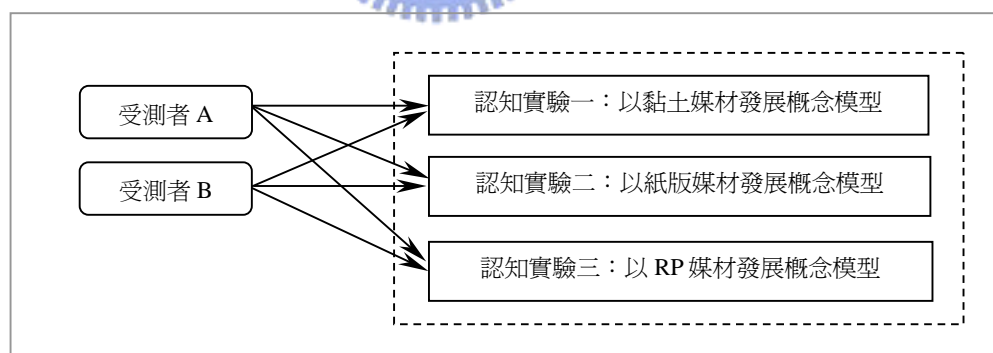 認知實驗一：以黏土媒材發展概念模型
受測者 A
認知實驗二：以紙版媒材發展概念模型
受測者 B
認知實驗三：以 RP 媒材發展概念模型